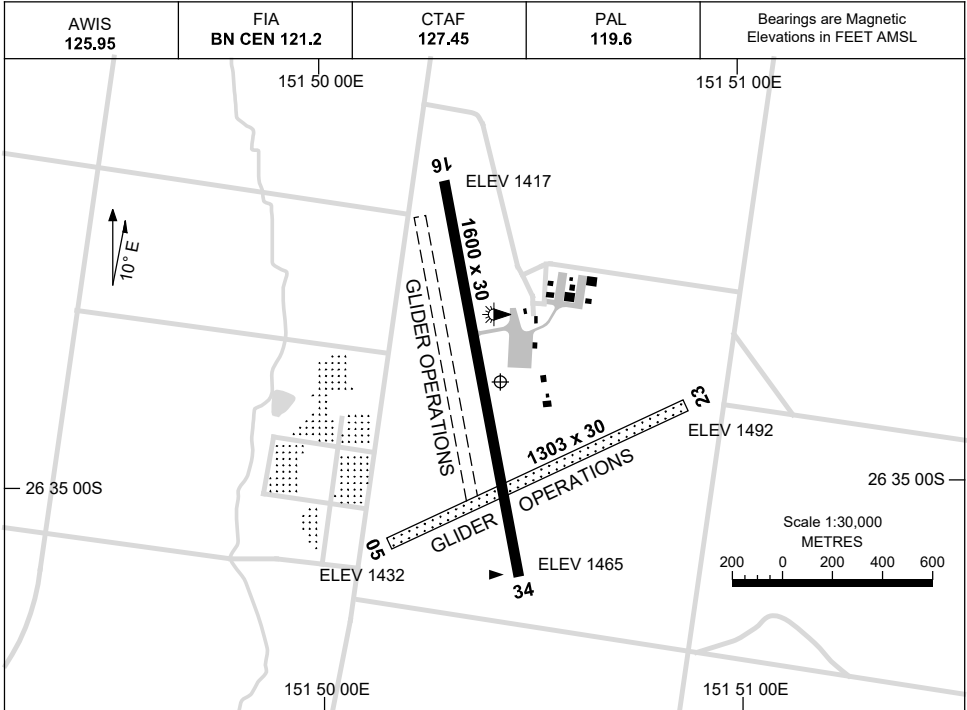 AWIS
125.95
FIA
BN CEN 121.2
CTAF
127.45
PAL
119.6
Bearings are Magnetic
Elevations in FEET AMSL
151 50 00E
151 51 00E
16
ELEV 1417
1600 x 30
10° E
GLIDER OPERATIONS
23
ELEV 1492
1303 x 30
GLIDER OPERATIONS
26 35 00S
26 35 00S
05
ELEV 1432
ELEV 1465
34
Scale 1:30,000
METRES
200 0 200 400 600
151 50 00E
151 51 00E